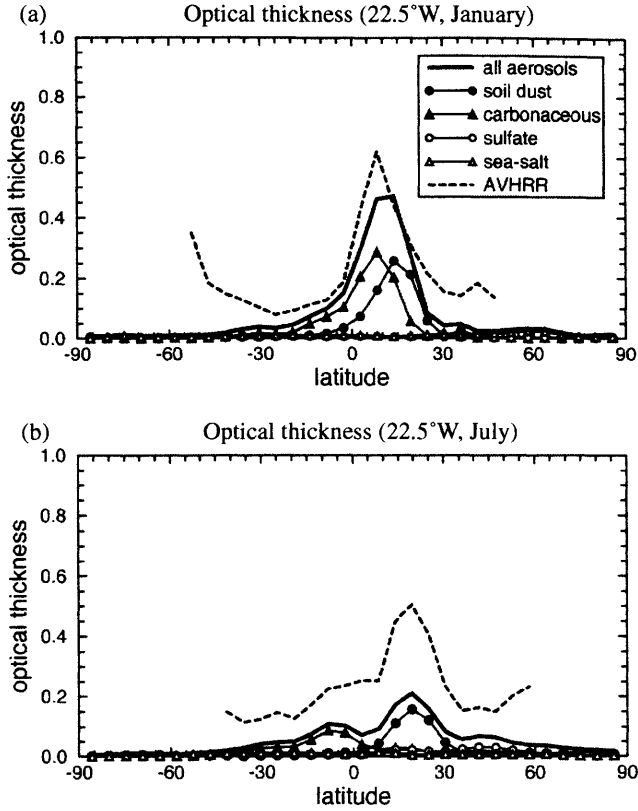 (a) Optical thickness (22.5°W, January)
optical thickness
1.0
0.8
0.6
0.4
0.2
0.0
all aerosols
soil dust
carbonaceous
sulfate
sea-salt
AVHRR
-90 -30 0 30 60 90
latitude
(b) Optical thickness (22.5°W, July)
optical thickness
1.0
0.8
0.6
0.4
0.2
0.0
-90 -30 0 30 60 90
latitude